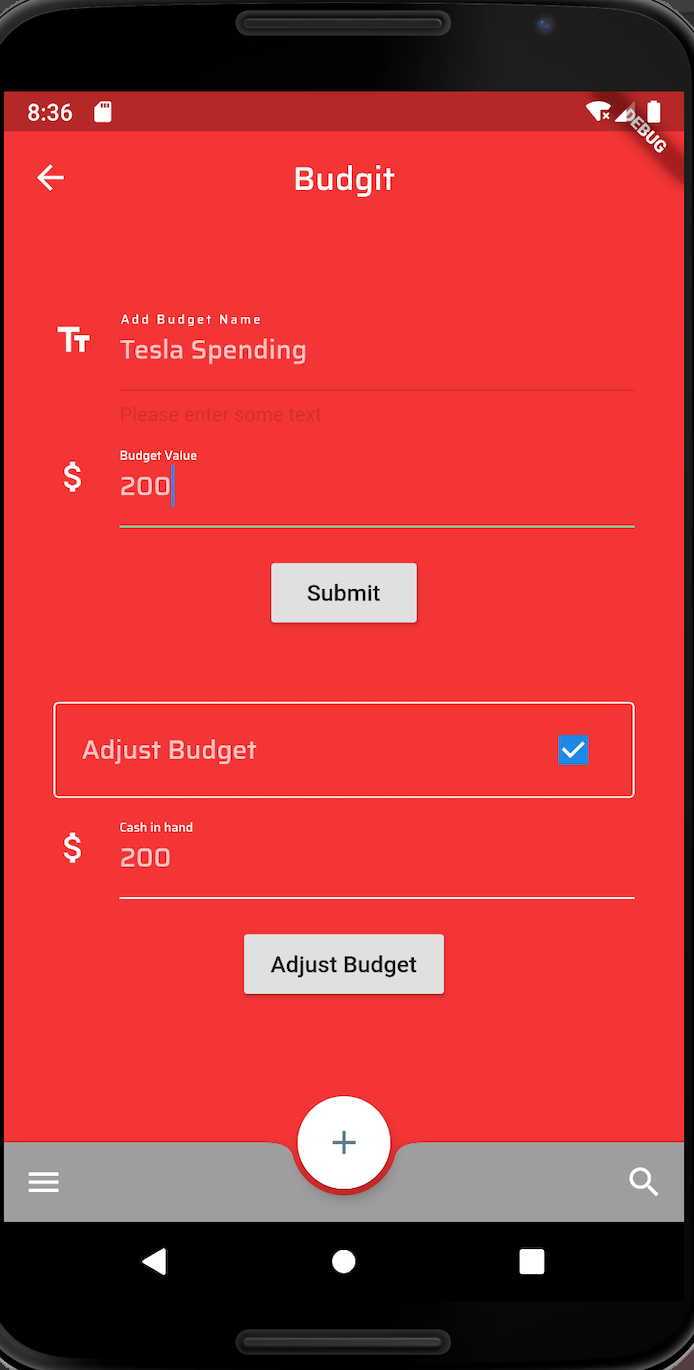 8:36
DEBUG
Budgit
Add Budget Name
Tesla Spending
Please enter some text
Budget Value
$ 200
Submit
Adjust Budget
Cash in hand
$ 200
Adjust Budget